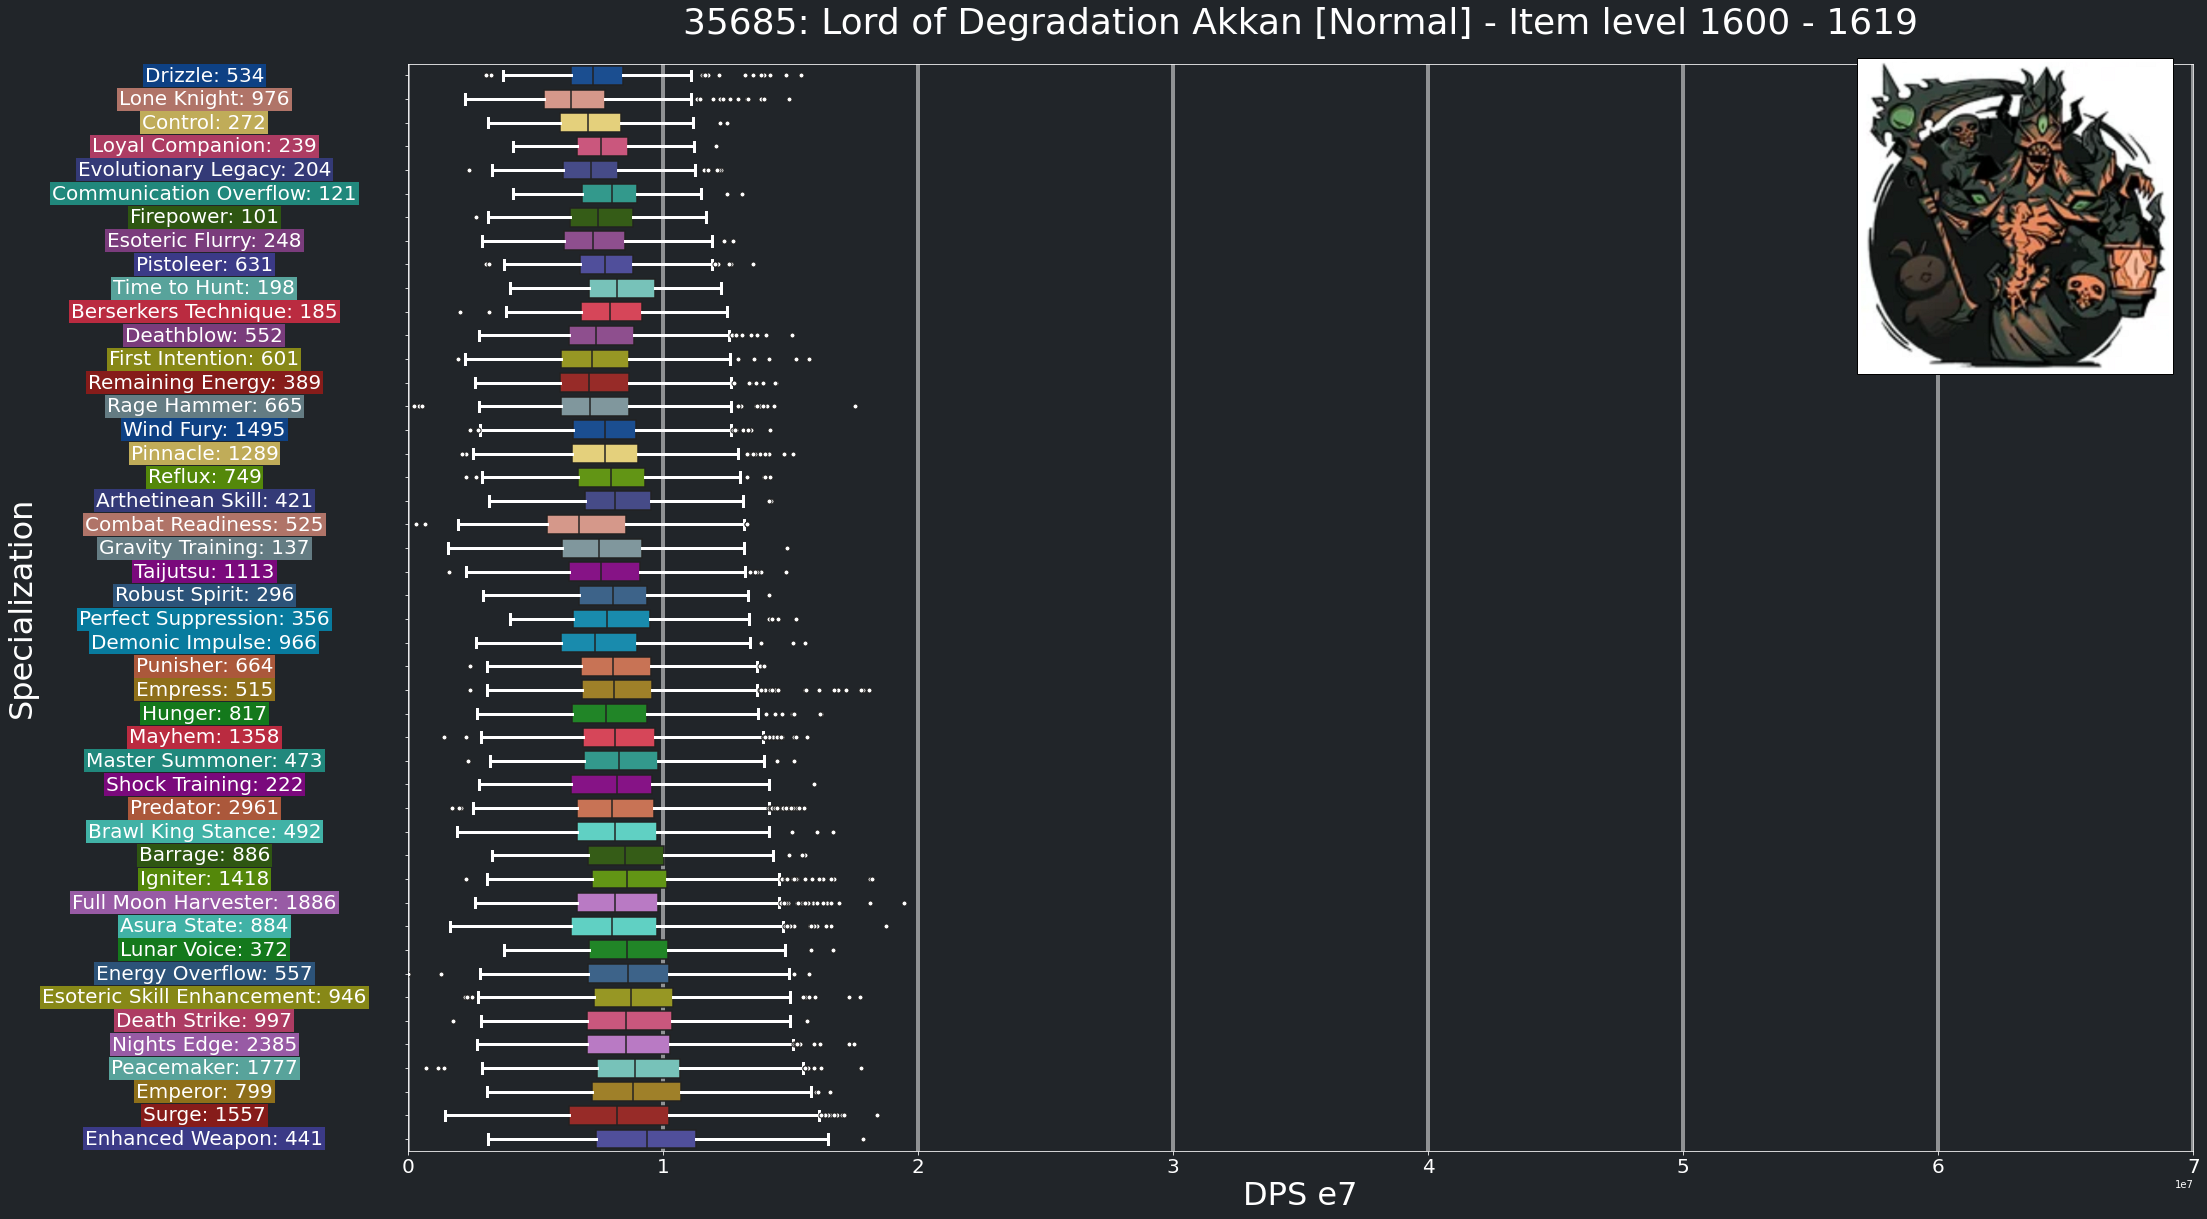 35685: Lord of Degradation Akkan [Normal] - Item level 1600 - 1619
Specialization
Drizzle: 534
Lone Knight: 976
Control: 272
Loyal Companion: 239
Evolutionary Legacy: 204
Communication Overflow: 121
Firepower: 101
Esoteric Flurry: 248
Pistoleer: 631
Time to Hunt: 198
Berserkers Technique: 185
Deathblow: 552
First Intention: 601
Remaining Energy: 389
Rage Hammer: 665
Wind Fury: 1495
Pinnacle: 1289
Reflux: 749
Arthetinean Skill: 421
Combat Readiness: 525
Gravity Training: 137
Taijutsu: 1113
Robust Spirit: 296
Perfect Suppression: 356
Demonic Impulse: 966
Punisher: 664
Empress: 515
Hunger: 817
Mayhem: 1358
Master Summoner: 473
Shock Training: 222
Predator: 2961
Brawl King Stance: 492
Barrage: 886
Igniter: 1418
Full Moon Harvester: 1886
Asura State: 884
Lunar Voice: 372
Energy Overflow: 557
Esoteric Skill Enhancement: 946
Death Strike: 997
Nights Edge: 2385
Peacemaker: 1777
Emperor: 799
Surge: 1557
Enhanced Weapon: 441
0 1 2 3 4 5 6 7
1e7
DPS e7